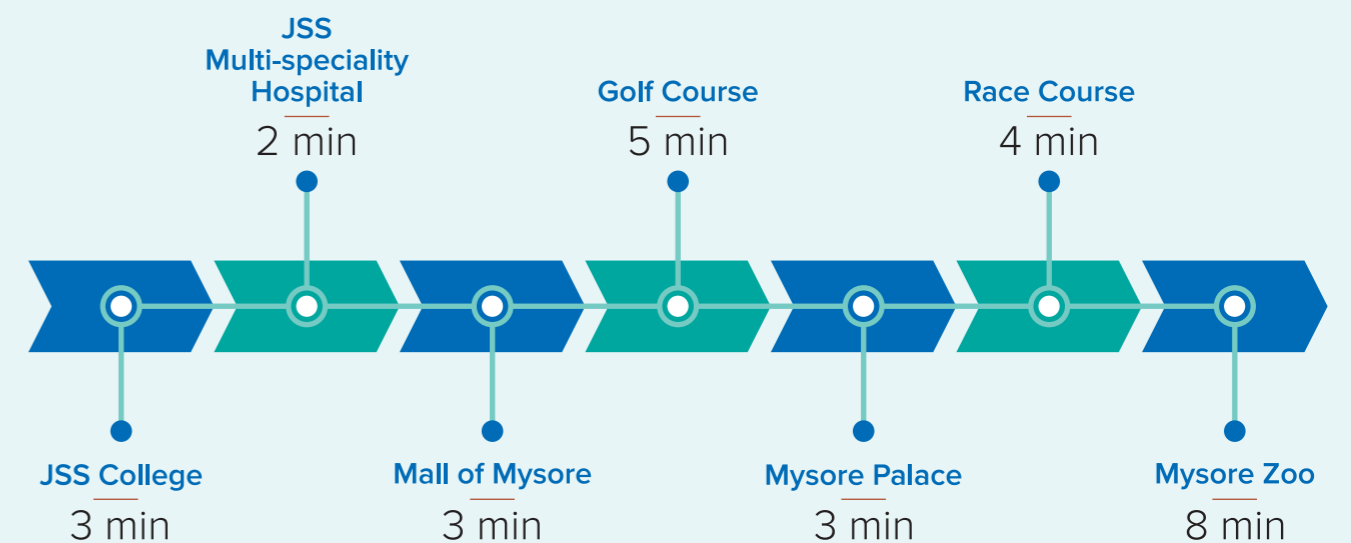 JSS
Multi-speciality
Hospital
2 min
Golf Course
5 min
Race Course
4 min
JSS College
3 min
Mall of Mysore
3 min
Mysore Palace
3 min
Mysore Zoo
8 min